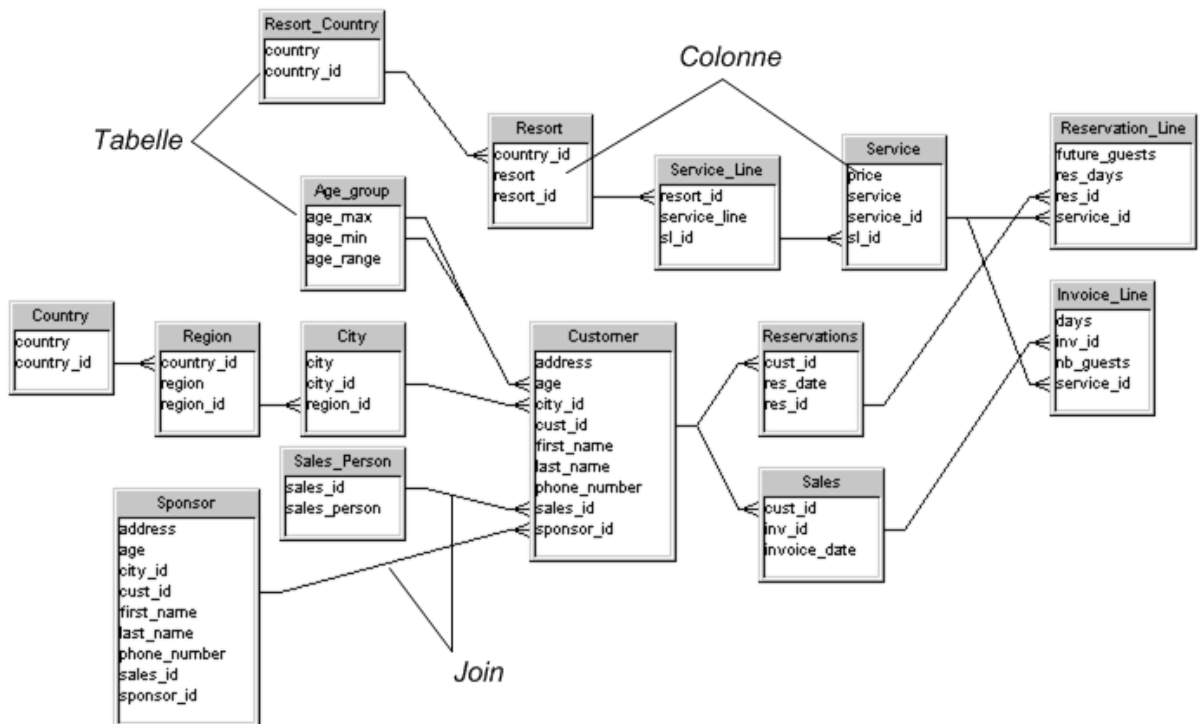 Resort_Country
country
country_id
Colonne
Tabelle
Resort
country_id
resort
resort_id
Service_Line
resort_id
service_line
sl_id
Service
price
service
service_id
sl_id
Reservation_Line
future_guests
res_days
res_id
service_id
Age_group
age_max
age_min
age_range
Country
country
country_id
Region
country_id
region
region_id
City
city
city_id
region_id
Customer
address
age
city_id
cust_id
first_name
last_name
phone_number
sales_id
sponsor_id
Reservations
cust_id
res_date
res_id
Invoice_Line
days
inv_id
nb_guests
service_id
Sales_Person
sales_id
sales_person
Sales
cust_id
inv_id
invoice_date
Sponsor
address
age
city_id
cust_id
first_name
last_name
phone_number
sales_id
sponsor_id
Join